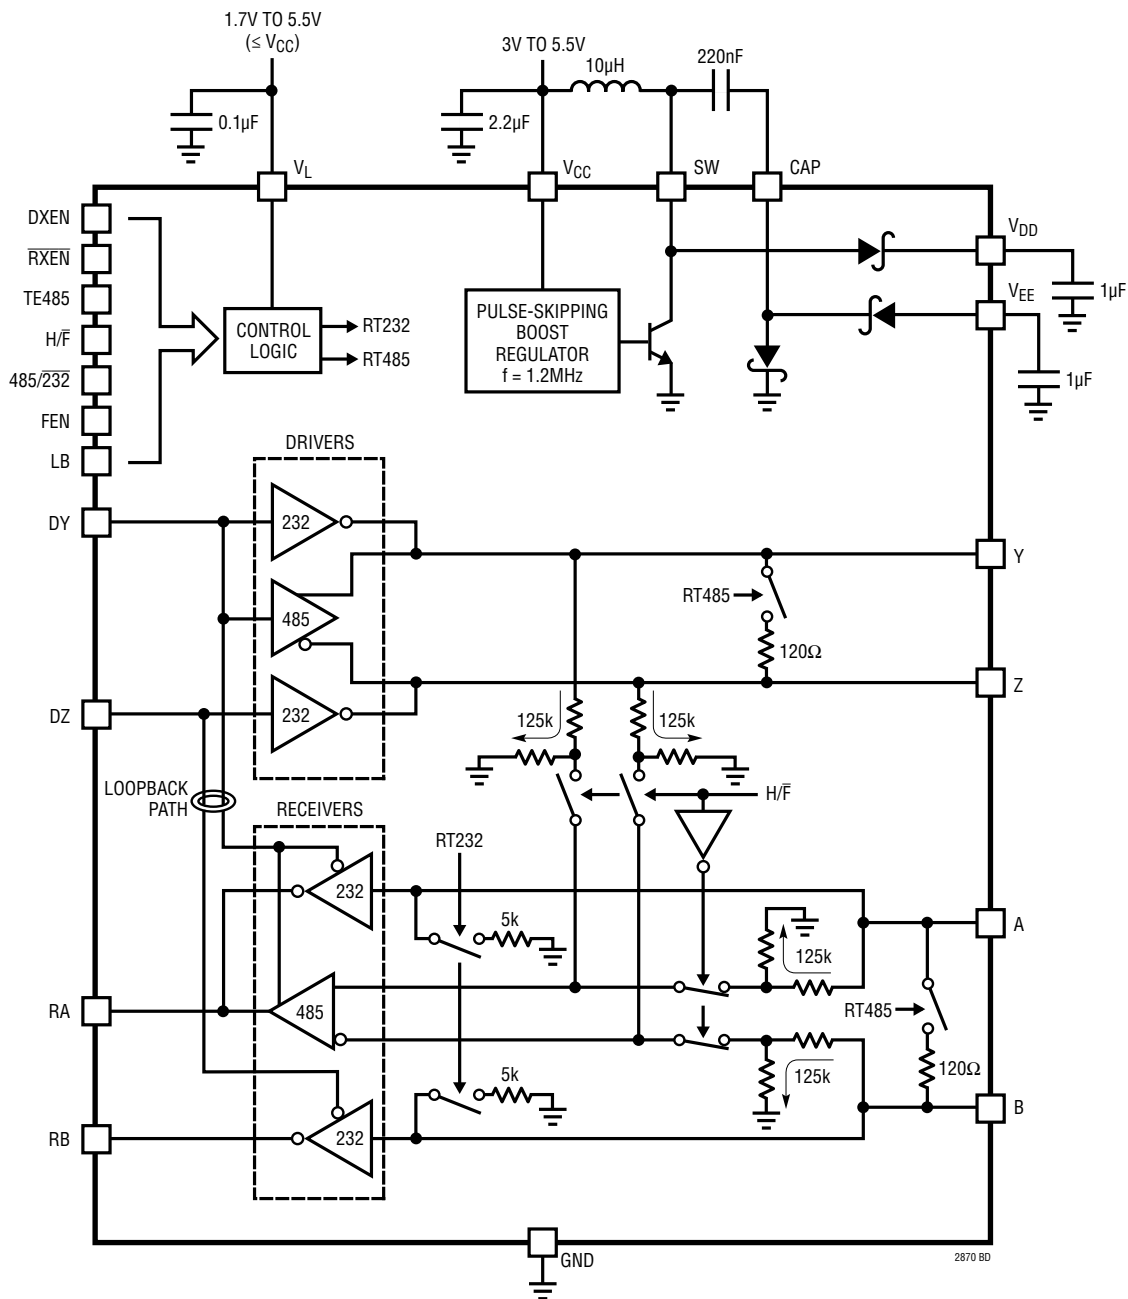 1.7V TO 5.5V
(≤ VCC)
3V TO 5.5V
10µH
220nF
0.1µF
2.2µF
VL
VCC
SW
CAP
DXEN
RXEN
TE485
H/F
485/232
FEN
LB
CONTROL
LOGIC
RT232
RT485
PULSE-SKIPPING
BOOST
REGULATOR
f = 1.2MHz
VDD
1µF
VEE
1µF
DRIVERS
DY
232
Y
485
RT485
120Ω
Z
DZ
232
125k
125k
LOOPBACK
PATH
H/F
RECEIVERS
RT232
232
5k
A
125k
RA
485
RT485
5k
125k
120Ω
B
RB
232
GND
2870 BD